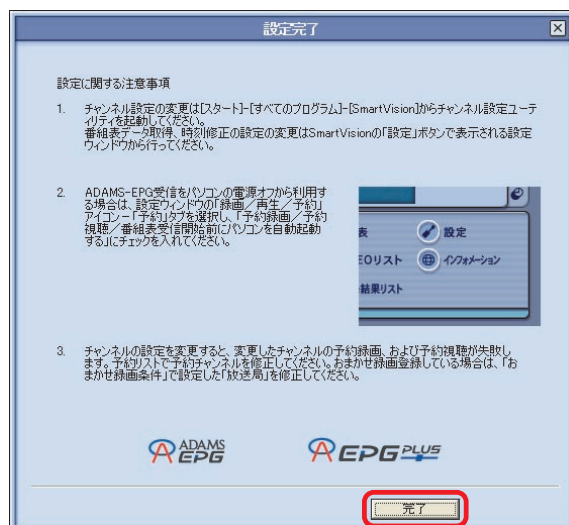 設定完了
設定に関する注意事項
1. チャンネル設定の変更は[スタート]-[すべてのプログラム]-[SmartVision]からチャンネル設定ユーテ
ィリティを起動してください。
番組表データ取得、時刻修正の設定の変更はSmartVisionの「設定」ボタンで表示される設定
ウィンドウから行ってください。
2. ADAMS-EPG受信をパソコンの電源オフから利用す
る場合は、設定ウィンドウの「録画／再生／予約」
アイコン－「予約」タブを選択し、「予約録画／予約
視聴／番組表受信開始前にパソコンを自動起動
する」にチェックを入れてください。
表 設定
EOリスト インフォメーション
結果リスト
3. チャンネルの設定を変更すると、変更したチャンネルの予約録画、および予約視聴が失敗し
ます。予約リストで予約チャンネルを修正してください。おまかせ録画登録している場合は、「お
まかせ録画条件」で設定した「放送局」を修正してください。
ADAMS
EPG
EPG PLUS
完了